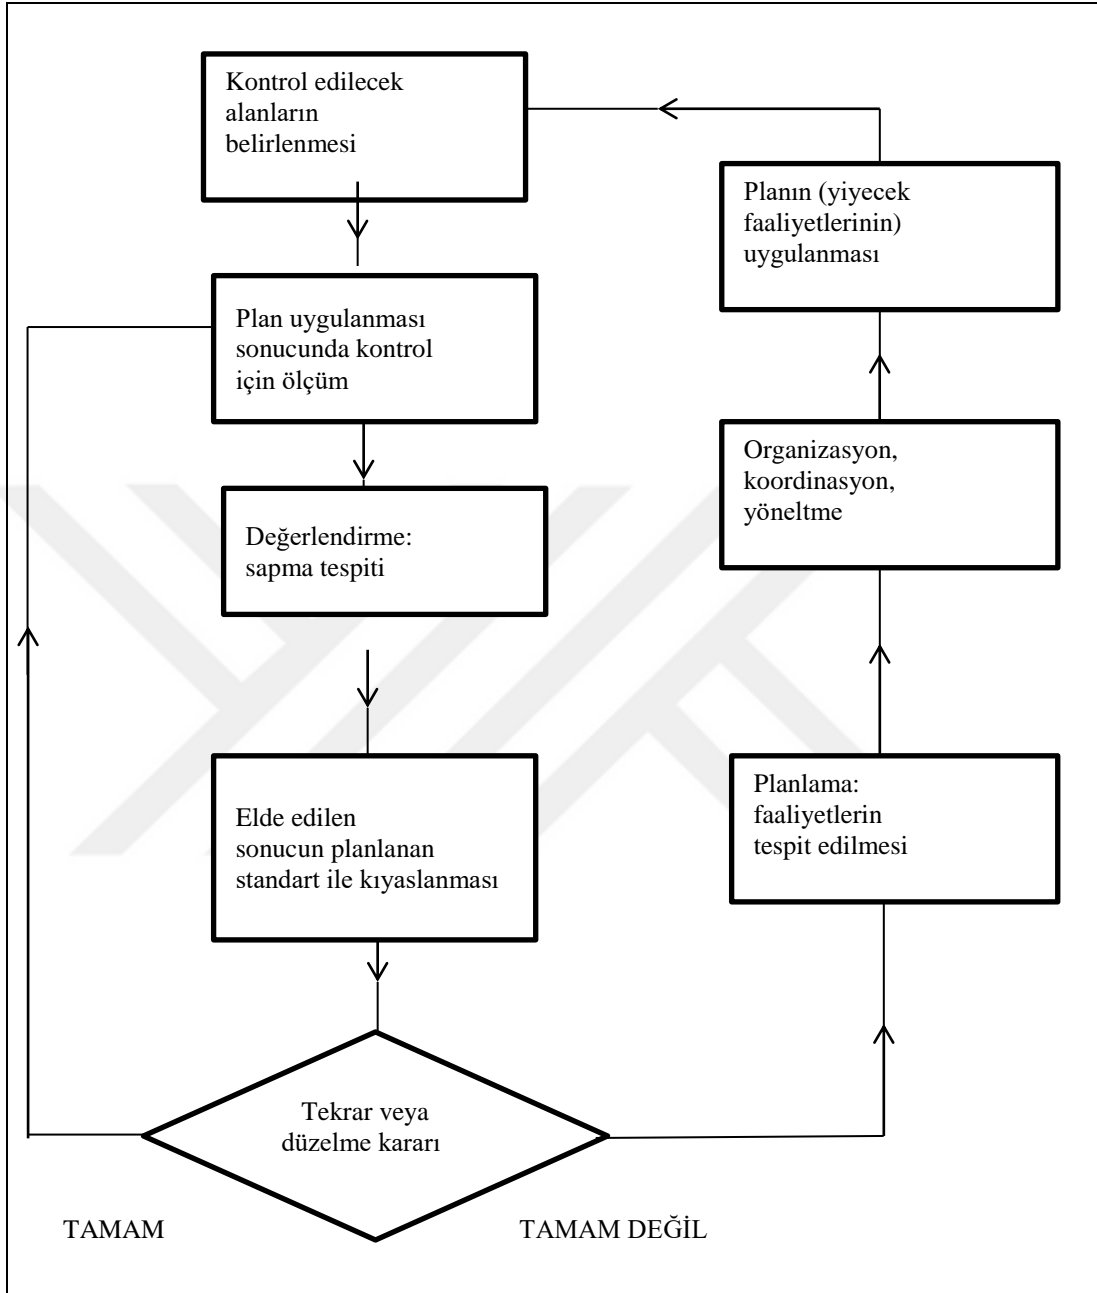 Kontrol edilecek
alanların
belirlenmesi
Planın (yiyecek
faaliyetlerinin)
uygulanması
Plan uygulanması
sonucunda kontrol
için ölçüm
Organizasyon,
koordinasyon,
yöneltme
Değerlendirme:
sapma tespiti
Elde edilen
sonucun planlanan
standart ile kıyaslanması
Planlama:
faaliyetlerin
tespit edilmesi
Tekrar veya
düzelme kararı
TAMAM
TAMAM DEĞİL